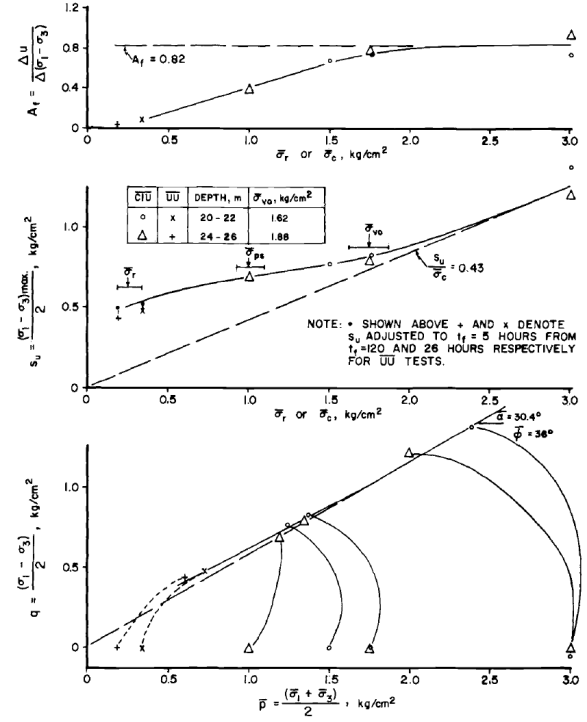 A_f = Δu / Δ(σ₁ - σ₃)
1.2
0.8
0.4
0
A_f = 0.82
0 0.5 1.0 1.5 2.0 2.5 3.0
σ̄_r or σ̄_c, kg/cm²
s_u = (σ₁ - σ₃)max. / 2, kg/cm²
1.0
0.5
0
C̅I̅U̅ U̅U̅ DEPTH, m σ̄_vo, kg/cm²
○ x 20 - 22 1.62
△ + 24 - 26 1.88
σ̄_r
σ̄_ps
σ̄_vo
s_u / σ̄_c = 0.43
NOTE: • SHOWN ABOVE + AND x DENOTE
s_u ADJUSTED TO t_f = 5 HOURS FROM
t_f =120 AND 26 HOURS RESPECTIVELY
FOR U̅U̅ TESTS.
0 0.5 1.0 1.5 2.0 2.5 3.0
σ̄_r or σ̄_c, kg/cm²
ᾱ = 30.4°
φ̄ = 36°
q = (σ₁ - σ₃) / 2, kg/cm²
1.0
0.5
0
0 0.5 1.0 1.5 2.0 2.5 3.0
p̄ = (σ̄₁ + σ̄₃) / 2, kg/cm²